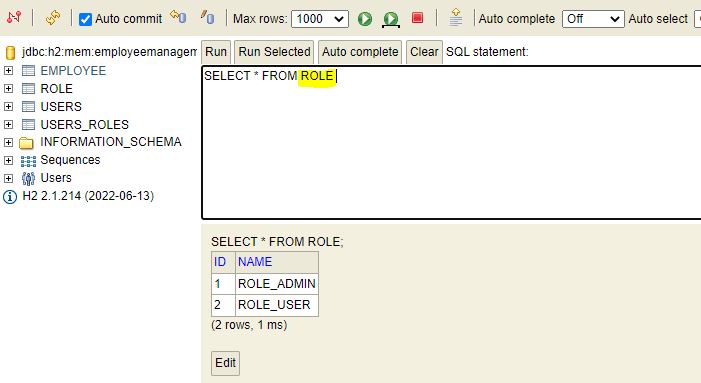 Auto commit Max rows: 1000 Auto complete Off Auto select
jdbc:h2:mem:employeemanagem
EMPLOYEE
ROLE
USERS
USERS_ROLES
INFORMATION_SCHEMA
Sequences
Users
H2 2.1.214 (2022-06-13)
Run Run Selected Auto complete Clear SQL statement:
SELECT * FROM ROLE
SELECT * FROM ROLE;
ID NAME
1 ROLE_ADMIN
2 ROLE_USER
(2 rows, 1 ms)
Edit